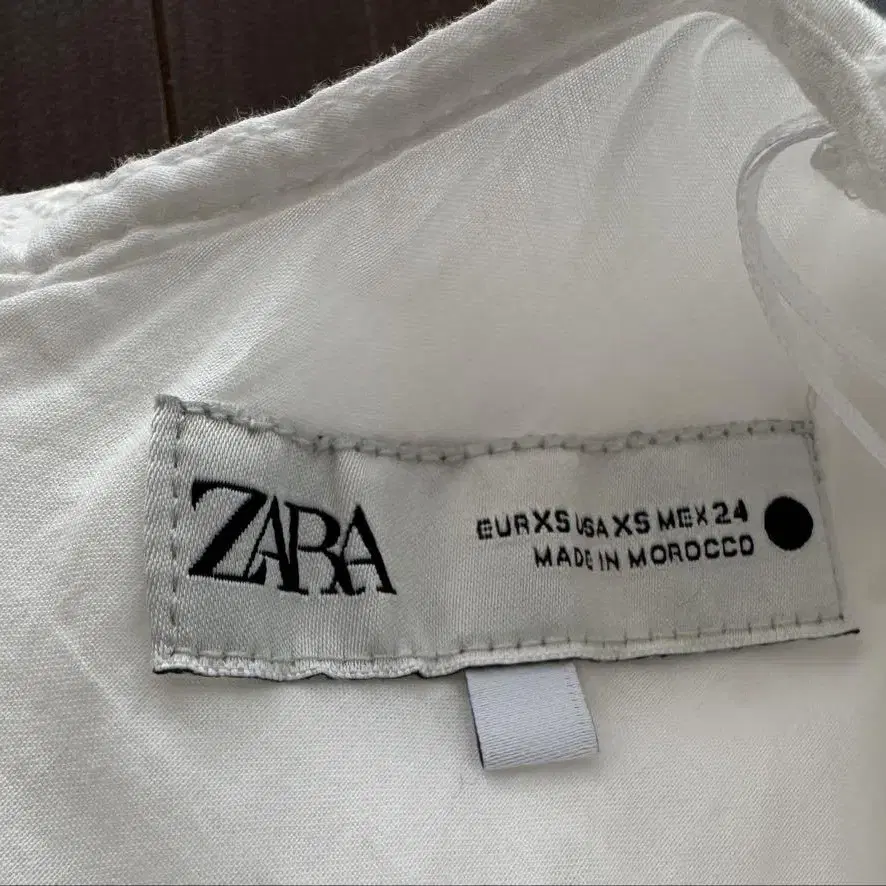 ZARA
EUR XS USA XS MEX 24
MADE IN MOROCCO